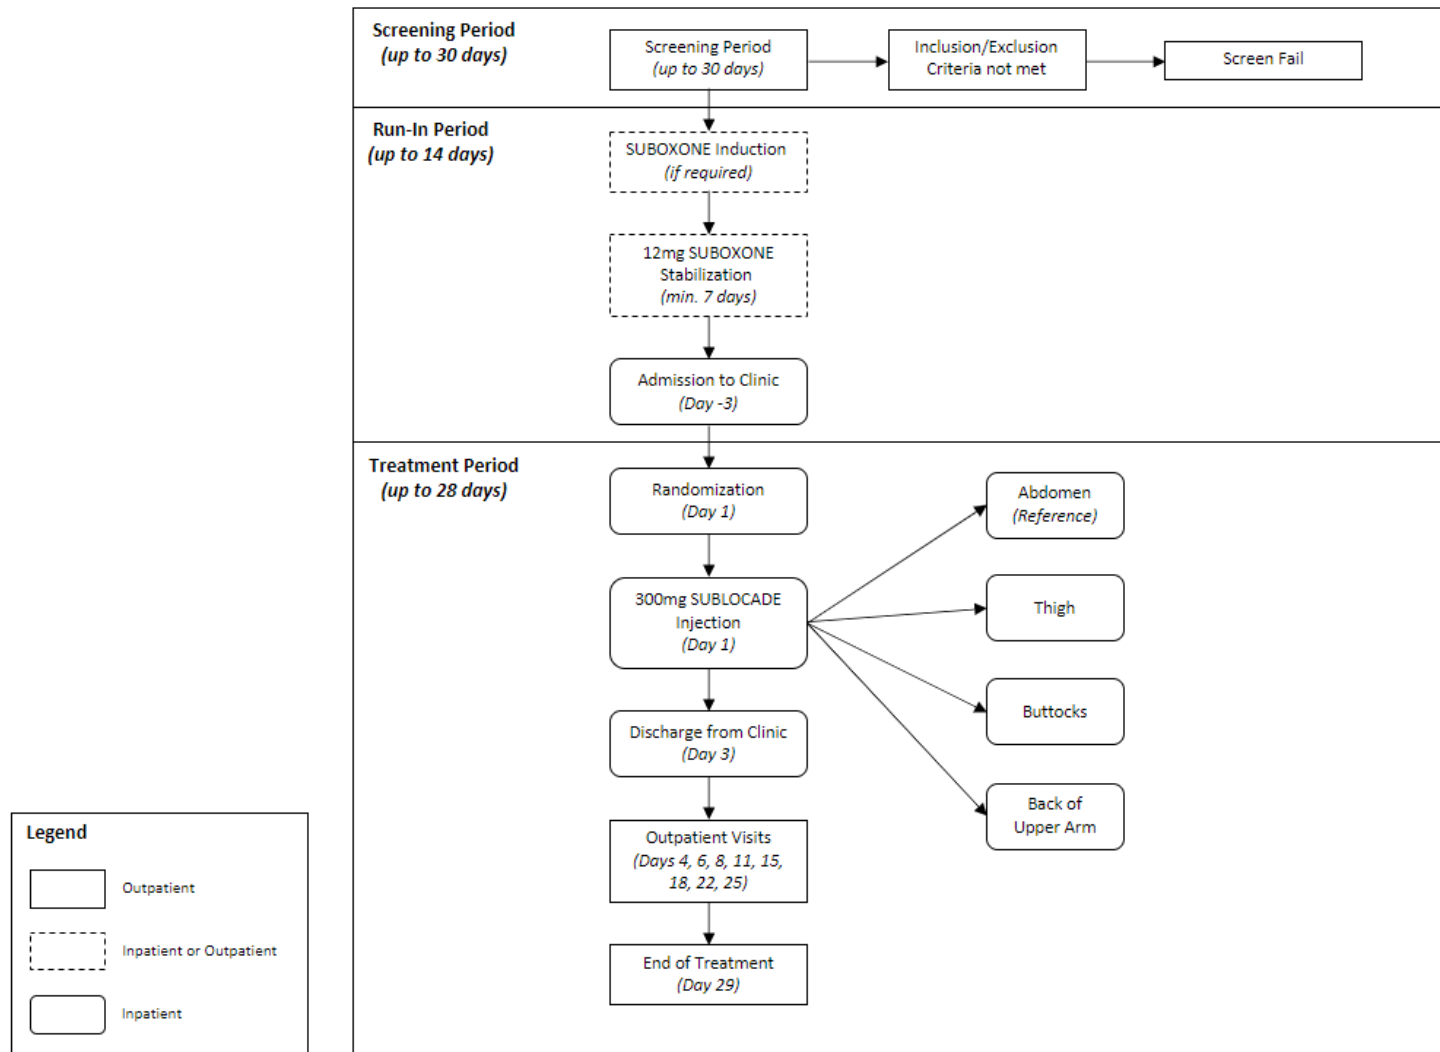 Screening Period
(up to 30 days)
Screening Period
(up to 30 days)
Inclusion/Exclusion
Criteria not met
Screen Fail
Run-In Period
(up to 14 days)
SUBOXONE Induction
(if required)
12mg SUBOXONE
Stabilization
(min. 7 days)
Admission to Clinic
(Day -3)
Treatment Period
(up to 28 days)
Randomization
(Day 1)
300mg SUBLOCADE
Injection
(Day 1)
Abdomen
(Reference)
Thigh
Buttocks
Back of
Upper Arm
Discharge from Clinic
(Day 3)
Outpatient Visits
(Days 4, 6, 8, 11, 15,
18, 22, 25)
End of Treatment
(Day 29)
Legend
Outpatient
Inpatient or Outpatient
Inpatient